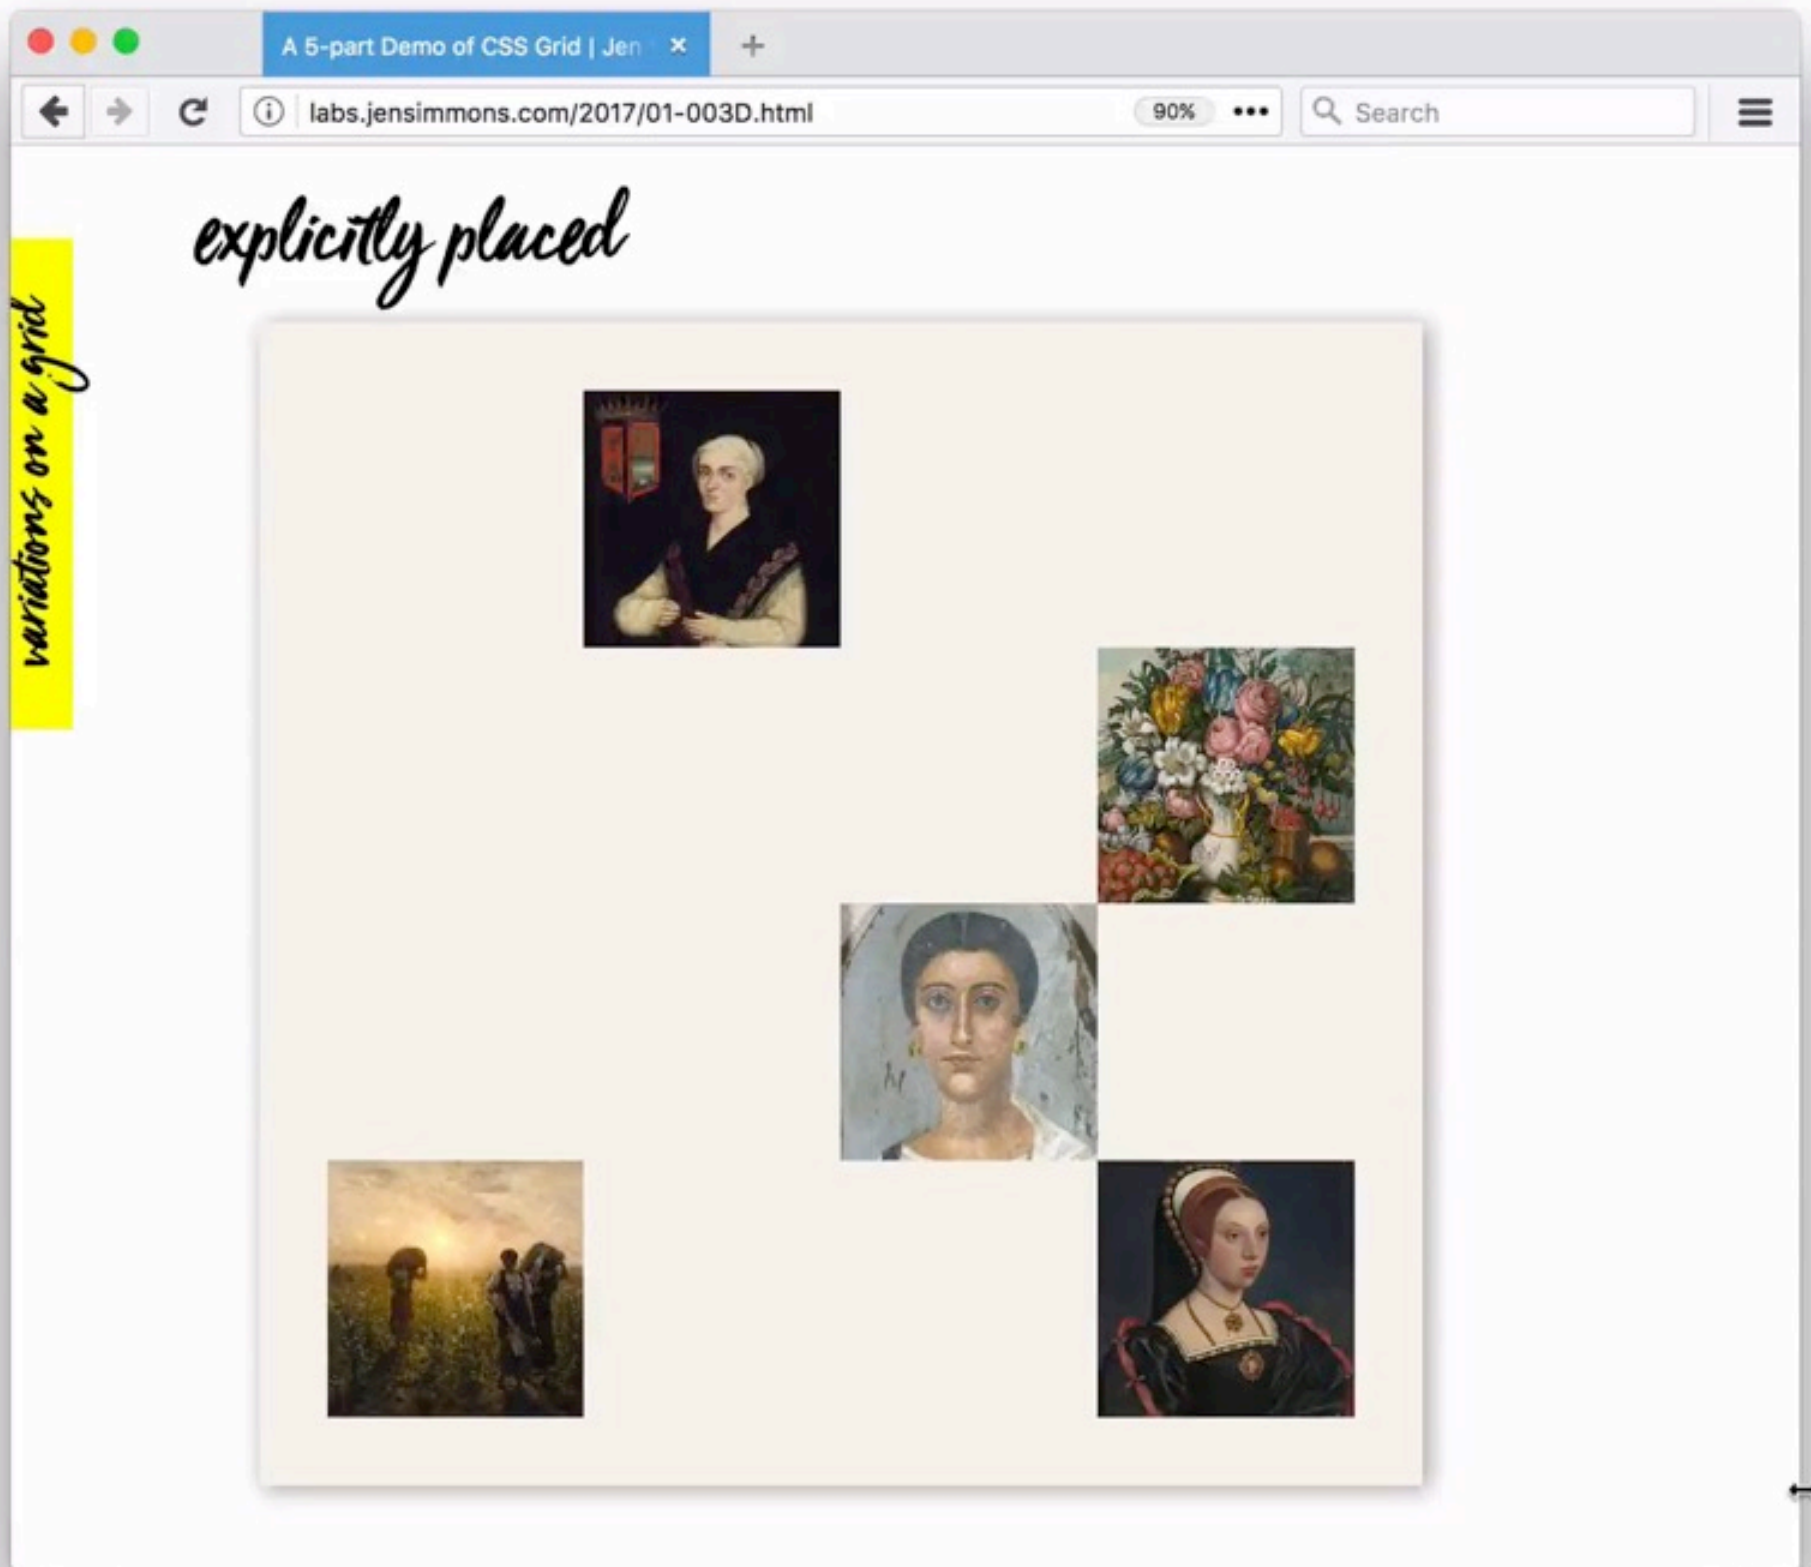 A 5-part Demo of CSS Grid | Jen
labs.jensimmons.com/2017/01-003D.html
90%
Search
explicitly placed
variations on a grid